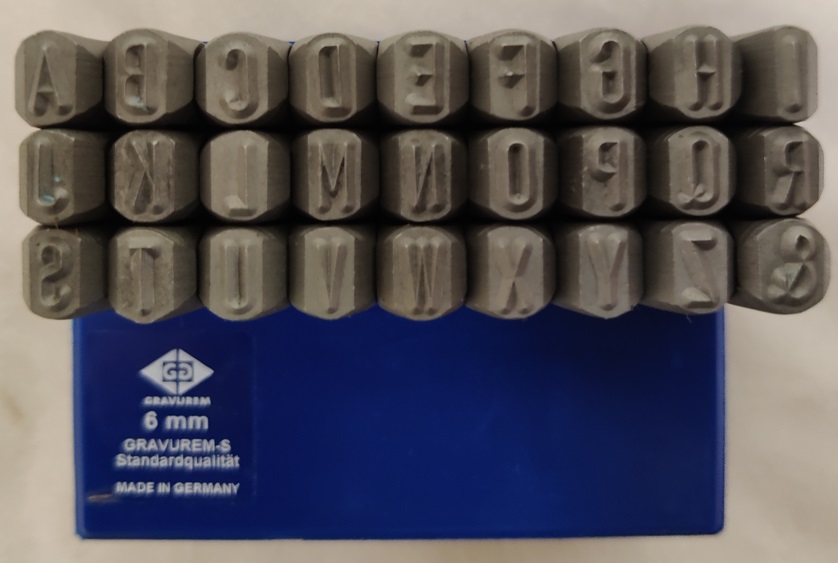 A B C D E F G H I
J K L M N O P Q R
S T U V W X Y Z &
GRAVUREM
6 mm
GRAVUREM-S
Standardqualität
MADE IN GERMANY